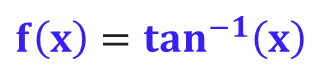 f(x) = tan⁻¹(x)